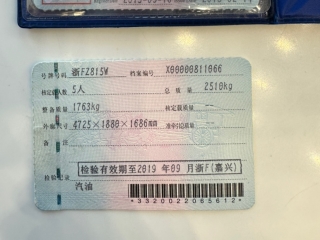 号牌号码 浙FZ815W 档案编号 X00000811066
核定载人数 5人 总质量 2510kg
整备质量 1763kg 核定载质量
外廓尺寸 4725×1880×1686mm 准牵引总质量
备注
检验有效期至2019年09月浙F(嘉兴)
检验记录
汽油
*3320022065612*